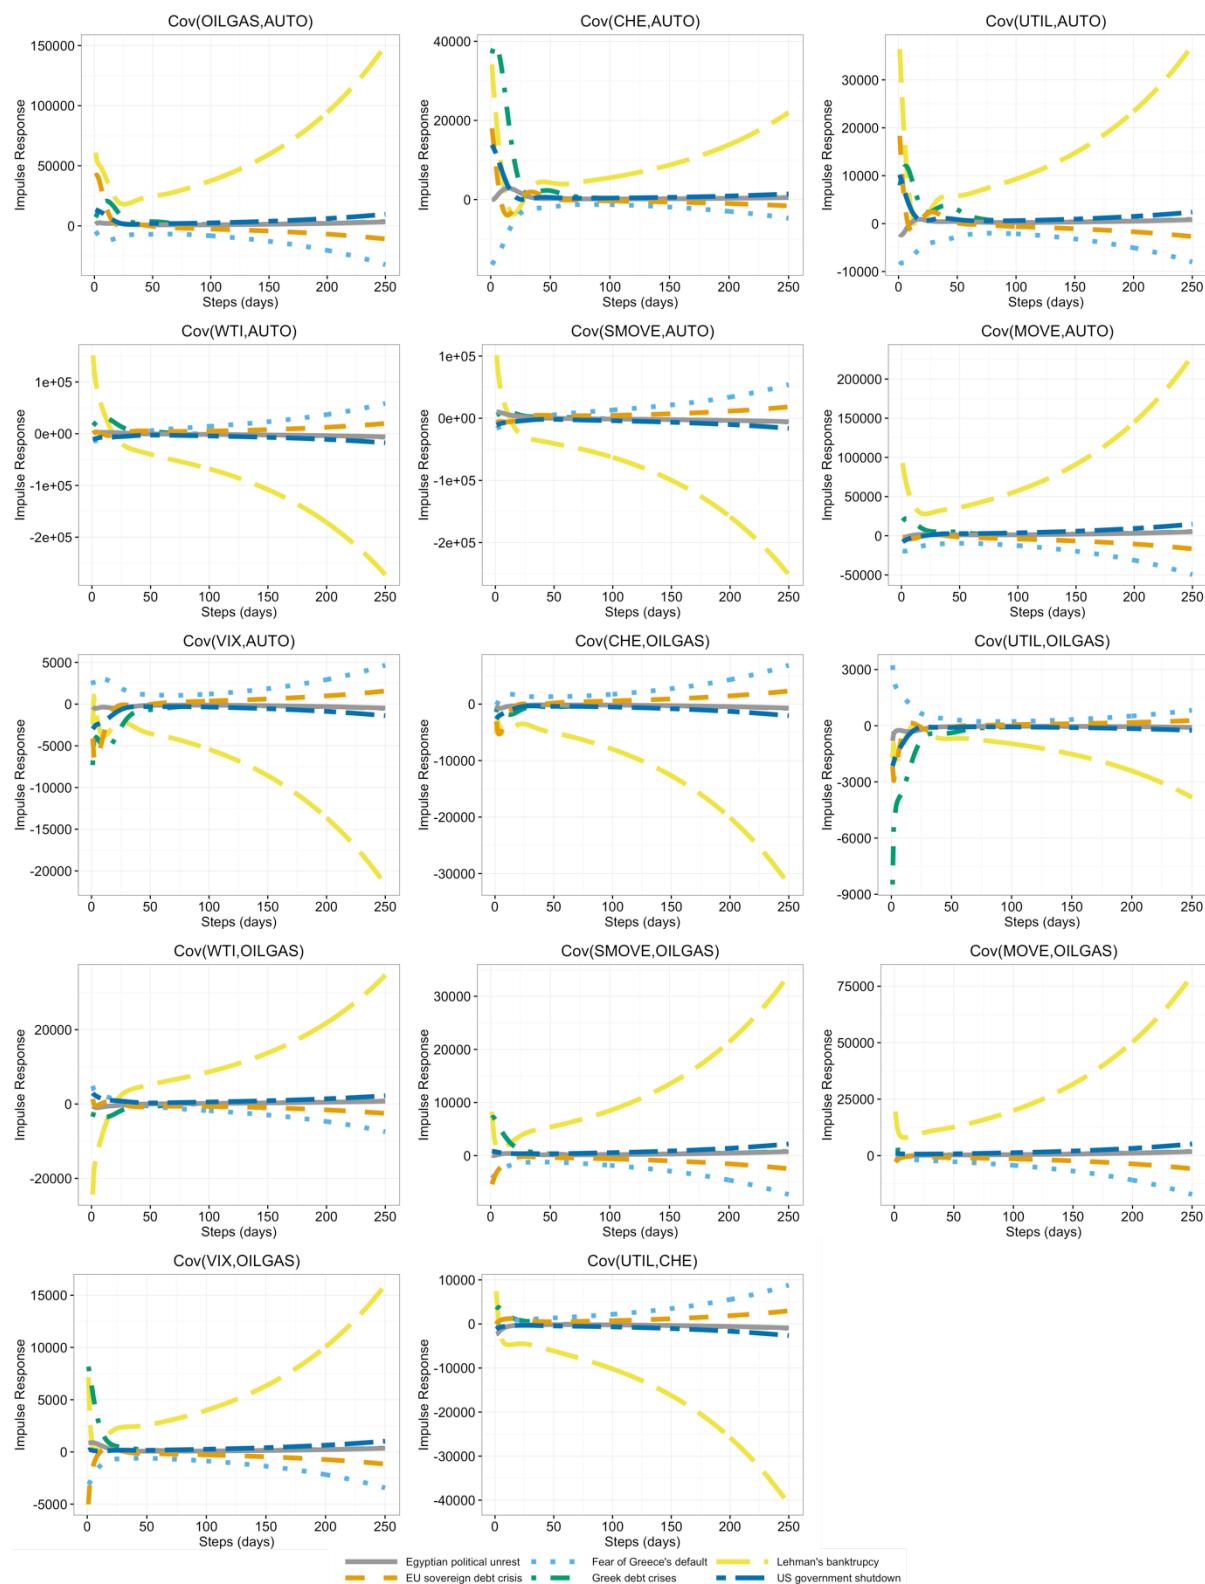 Cov(OILGAS,AUTO)
Impulse Response
150000
100000
50000
0
0 50 100 150 200 250
Steps (days)
Cov(CHE,AUTO)
Impulse Response
40000
20000
0
0 50 100 150 200 250
Steps (days)
Cov(UTIL,AUTO)
Impulse Response
30000
20000
10000
0
-10000
0 50 100 150 200 250
Steps (days)
Cov(WTI,AUTO)
Impulse Response
1e+05
0e+00
-1e+05
-2e+05
0 50 100 150 200 250
Steps (days)
Cov(SMOVE,AUTO)
Impulse Response
1e+05
0e+00
-1e+05
-2e+05
0 50 100 150 200 250
Steps (days)
Cov(MOVE,AUTO)
Impulse Response
200000
150000
100000
50000
0
-50000
0 50 100 150 200 250
Steps (days)
Cov(VIX,AUTO)
Impulse Response
5000
0
-5000
-10000
-15000
-20000
0 50 100 150 200 250
Steps (days)
Cov(CHE,OILGAS)
Impulse Response
0
-10000
-20000
-30000
0 50 100 150 200 250
Steps (days)
Cov(UTIL,OILGAS)
Impulse Response
3000
0
-3000
-6000
-9000
0 50 100 150 200 250
Steps (days)
Cov(WTI,OILGAS)
Impulse Response
20000
0
-20000
0 50 100 150 200 250
Steps (days)
Cov(SMOVE,OILGAS)
Impulse Response
30000
20000
10000
0
0 50 100 150 200 250
Steps (days)
Cov(MOVE,OILGAS)
Impulse Response
75000
50000
25000
0
0 50 100 150 200 250
Steps (days)
Cov(VIX,OILGAS)
Impulse Response
15000
10000
5000
0
-5000
0 50 100 150 200 250
Steps (days)
Cov(UTIL,CHE)
Impulse Response
10000
0
-10000
-20000
-30000
-40000
0 50 100 150 200 250
Steps (days)
Egyptian political unrest Fear of Greece's default Lehman's banktrupcy
EU sovereign debt crisis Greek debt crises US government shutdown